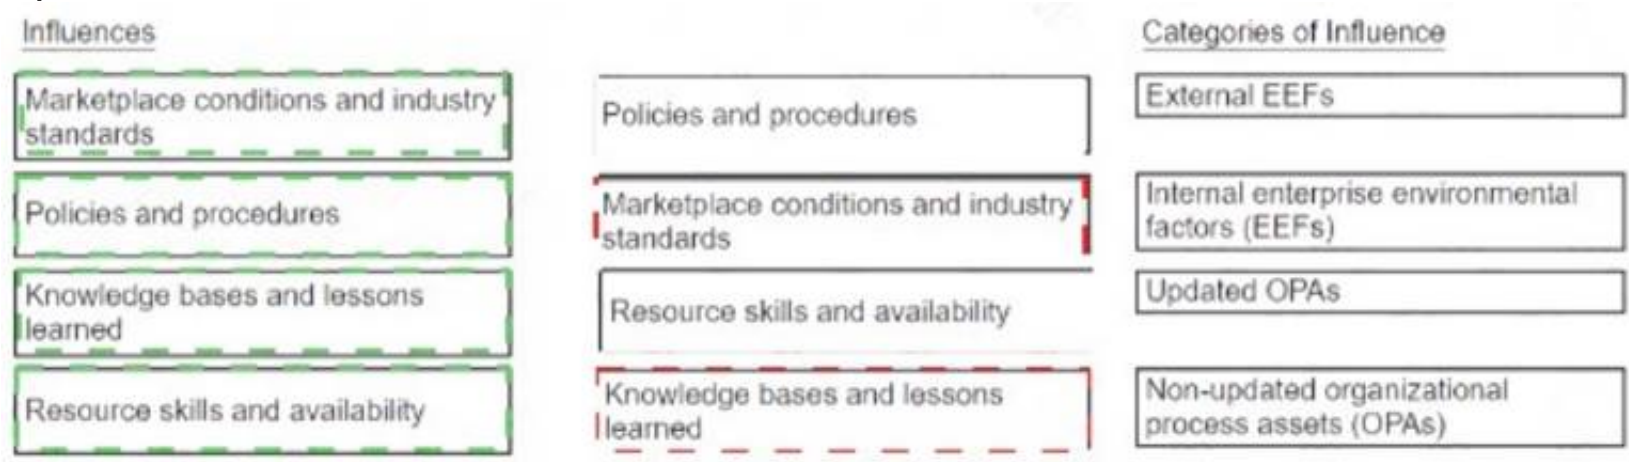 Influences
Marketplace conditions and industry
standards
Policies and procedures
Knowledge bases and lessons
learned
Resource skills and availability
Policies and procedures
Marketplace conditions and industry
standards
Resource skills and availability
Knowledge bases and lessons
learned
Categories of Influence
External EEFs
Internal enterprise environmental
factors (EEFs)
Updated OPAs
Non-updated organizational
process assets (OPAs)